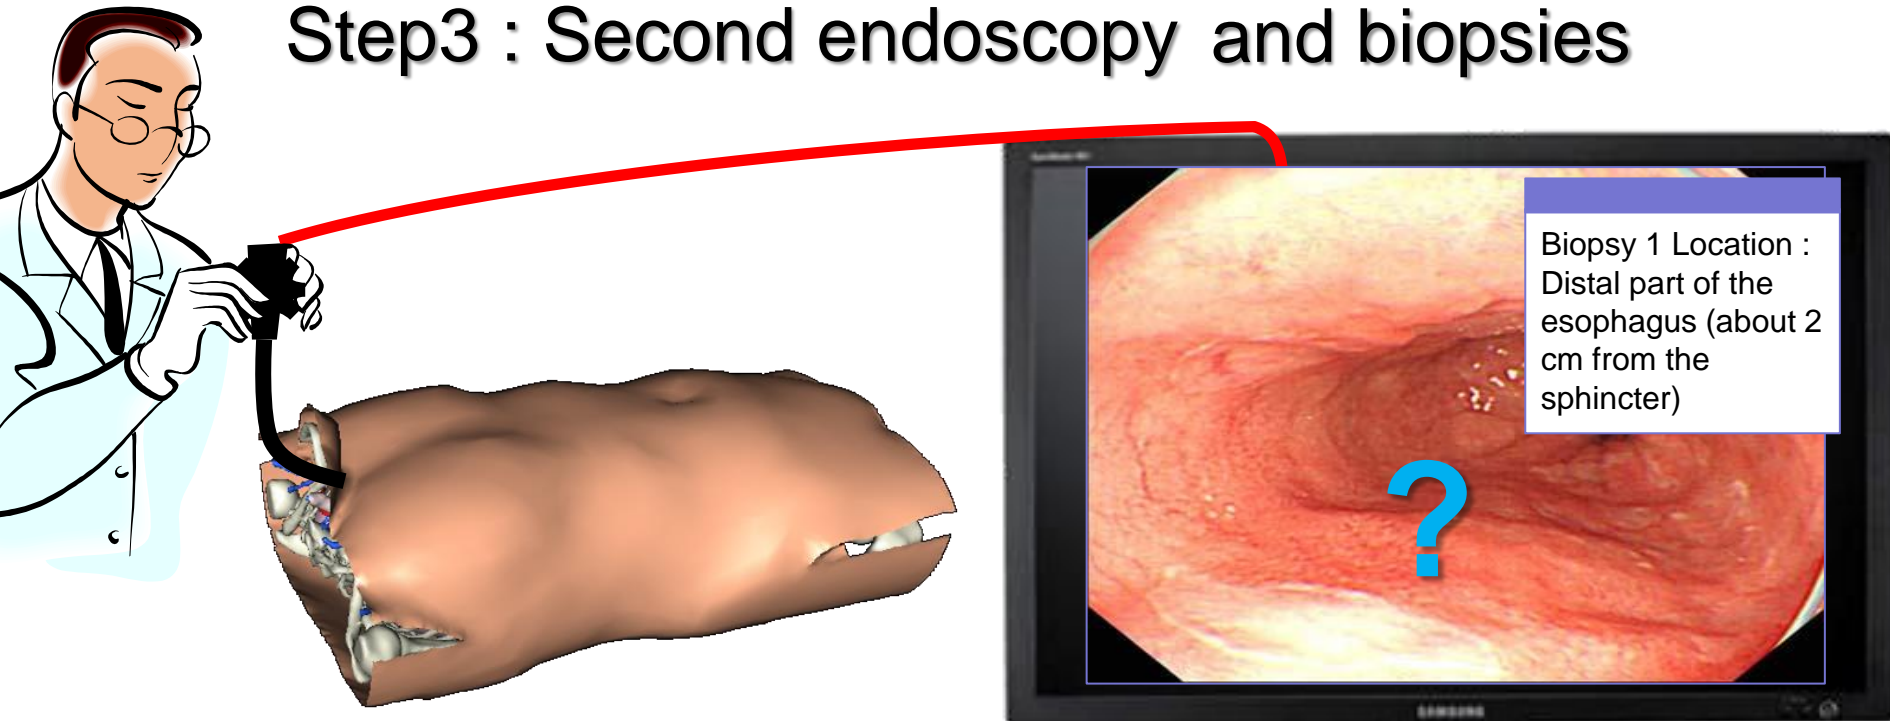 Step3 : Second endoscopy and biopsies
Biopsy 1 Location :
Distal part of the
esophagus (about 2
cm from the
sphincter)
?
SAMSUNG